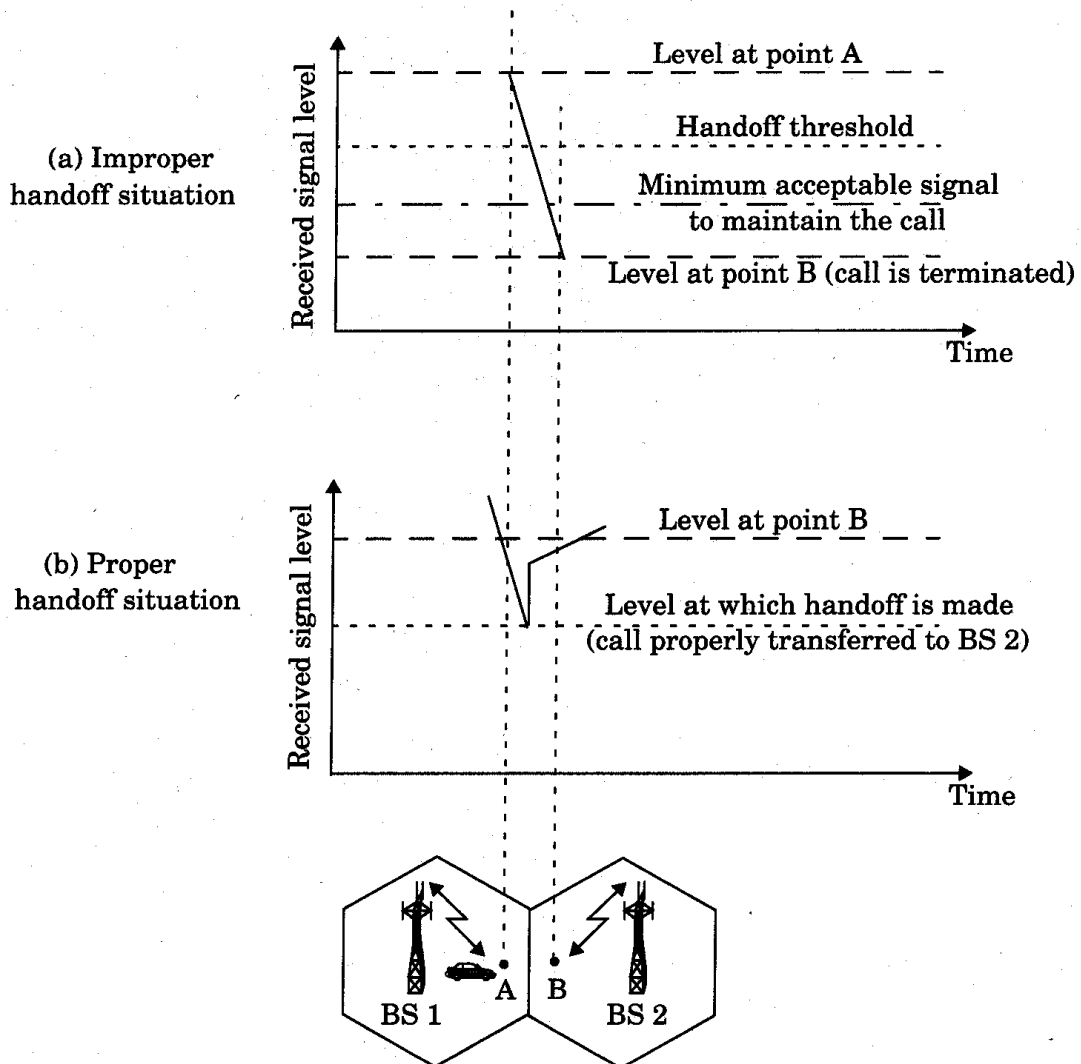 Level at point A
Handoff threshold
(a) Improper
handoff situation
Received signal level
Minimum acceptable signal
to maintain the call
Level at point B (call is terminated)
Time
(b) Proper
handoff situation
Received signal level
Level at point B
Level at which handoff is made
(call properly transferred to BS 2)
Time
A
B
BS 1
BS 2